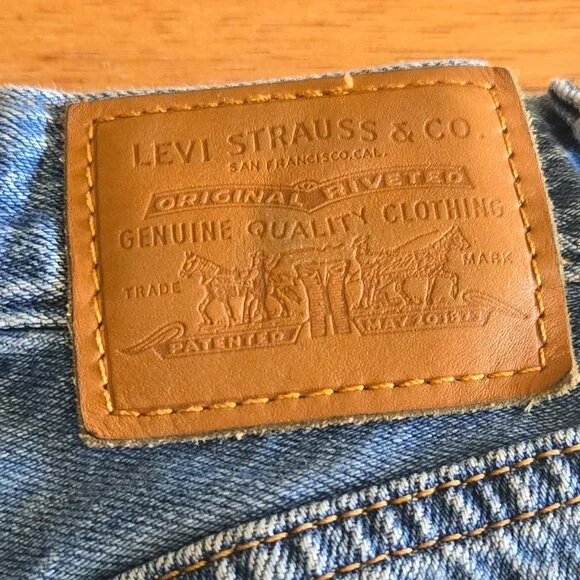 LEVI STRAUSS & CO.
SAN FRANCISCO, CAL.
ORIGINAL RIVETED
GENUINE QUALITY CLOTHING
TRADE MARK
PATENTED MAY 20 1873